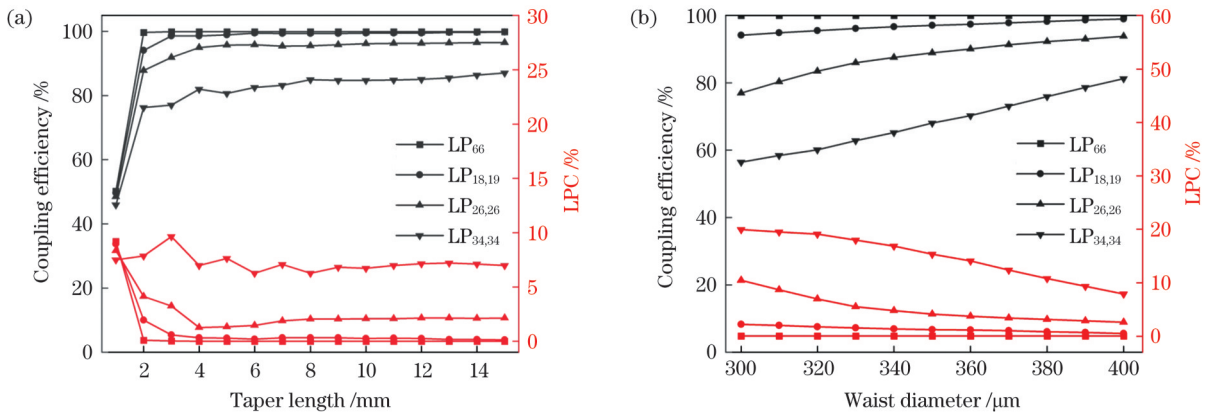 (a)
Coupling efficiency /%
100
80
60
40
20
0
2 4 6 8 10 12 14
Taper length /mm
30
25
20
15
10
5
0
LPC /%
LP66
LP18,19
LP26,26
LP34,34
(b)
Coupling efficiency /%
100
80
60
40
20
0
300 320 340 360 380 400
Waist diameter /μm
60
50
40
30
20
10
0
LPC /%
LP66
LP18,19
LP26,26
LP34,34